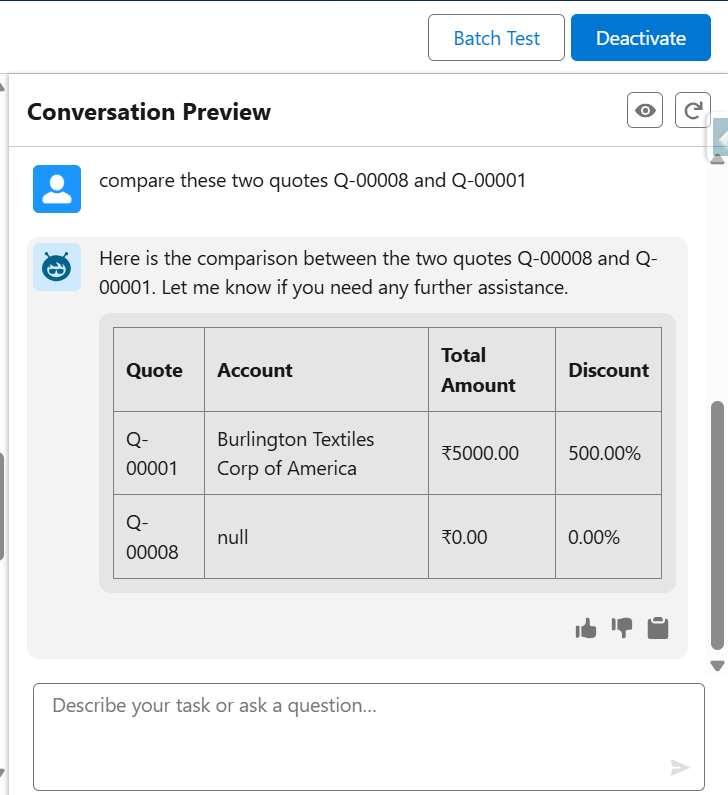 Batch Test Deactivate
Conversation Preview
compare these two quotes Q-00008 and Q-00001
Here is the comparison between the two quotes Q-00008 and Q-
00001. Let me know if you need any further assistance.
Quote Account Total Amount Discount
Q-00001 Burlington Textiles Corp of America ₹5000.00 500.00%
Q-00008 null ₹0.00 0.00%
Describe your task or ask a question...